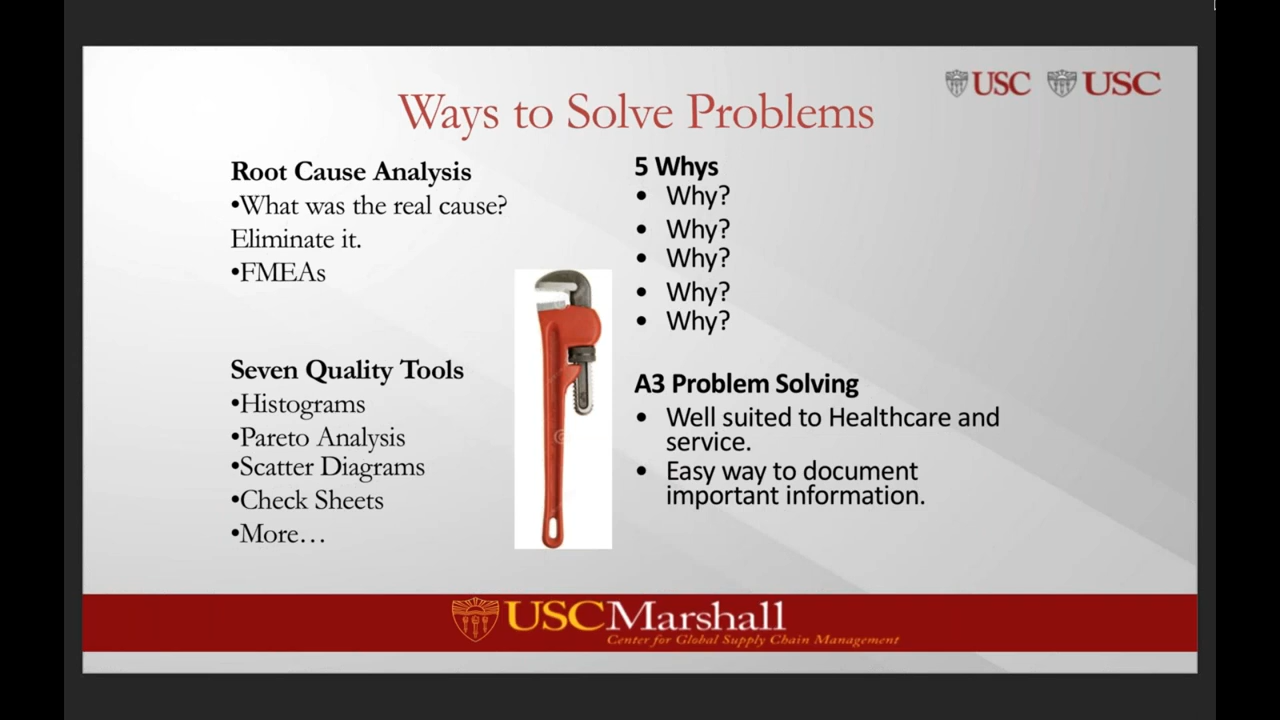 USC USC
Ways to Solve Problems
Root Cause Analysis
•What was the real cause?
Eliminate it.
•FMEAs
Seven Quality Tools
•Histograms
•Pareto Analysis
•Scatter Diagrams
•Check Sheets
•More…
5 Whys
• Why?
• Why?
• Why?
• Why?
• Why?
A3 Problem Solving
• Well suited to Healthcare and
service.
• Easy way to document
important information.
USC Marshall
Center for Global Supply Chain Management